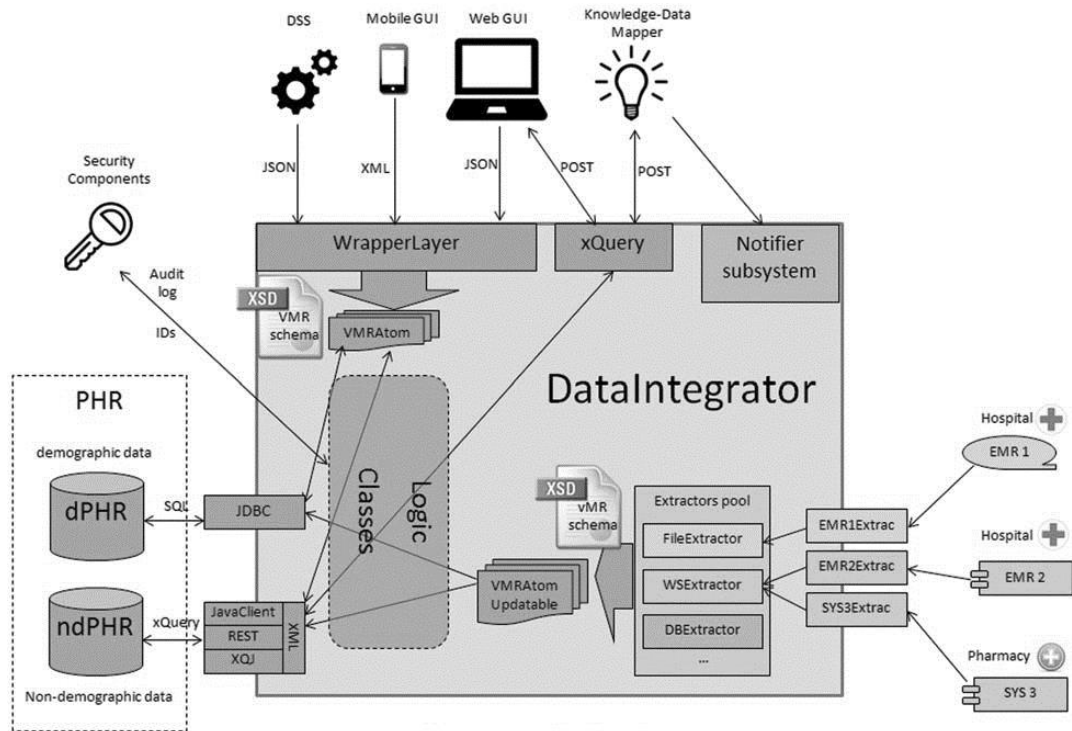 DSS
Mobile GUI
Web GUI
Knowledge-Data
Mapper
JSON
XML
JSON
POST
POST
Security
Components
Audit
log
IDs
WrapperLayer
xQuery
Notifier
subsystem
XSD
VMR
schema
VMRAtom
DataIntegrator
PHR
demographic data
dPHR
SQL
JDBC
Classes
Logic
ndPHR
xQuery
Non-demographic data
JavaClient
REST
XQJ
XML
XSD
vMR
schema
VMRAtom
Updatable
Extractors pool
FileExtractor
WSExtractor
DBExtractor
...
EMR1Extrac
EMR2Extrac
SYS3Extrac
Hospital
EMR 1
Hospital
EMR 2
Pharmacy
SYS 3